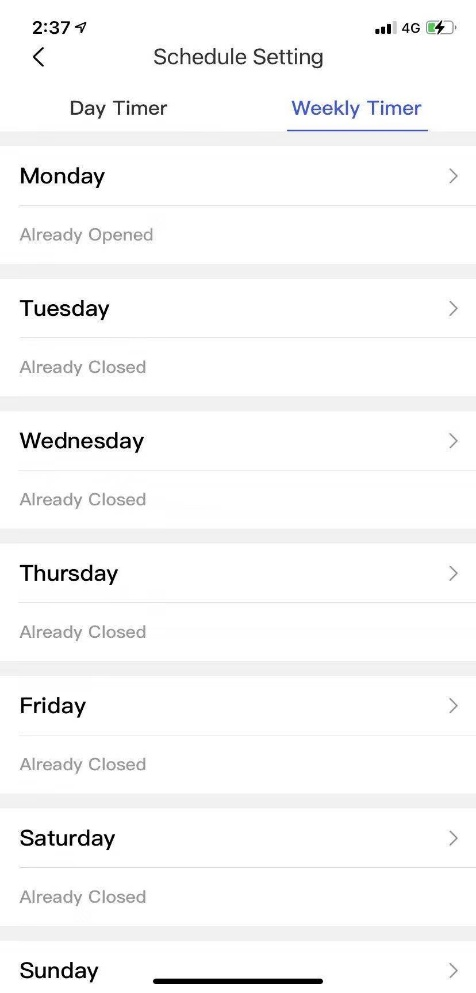 2:37 4G
Schedule Setting
Day Timer Weekly Timer
Monday
Already Opened
Tuesday
Already Closed
Wednesday
Already Closed
Thursday
Already Closed
Friday
Already Closed
Saturday
Already Closed
Sunday